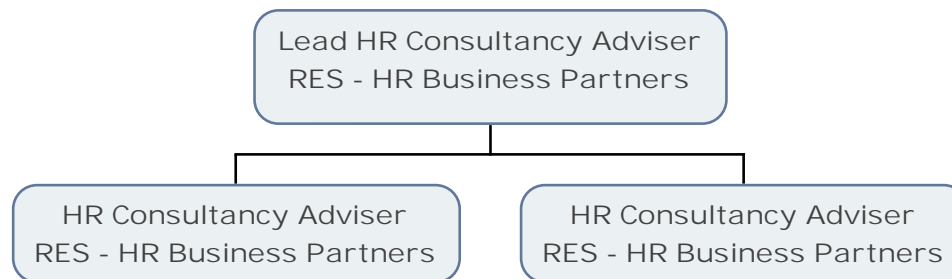 Lead HR Consultancy Adviser
RES - HR Business Partners
HR Consultancy Adviser
RES - HR Business Partners
HR Consultancy Adviser
RES - HR Business Partners